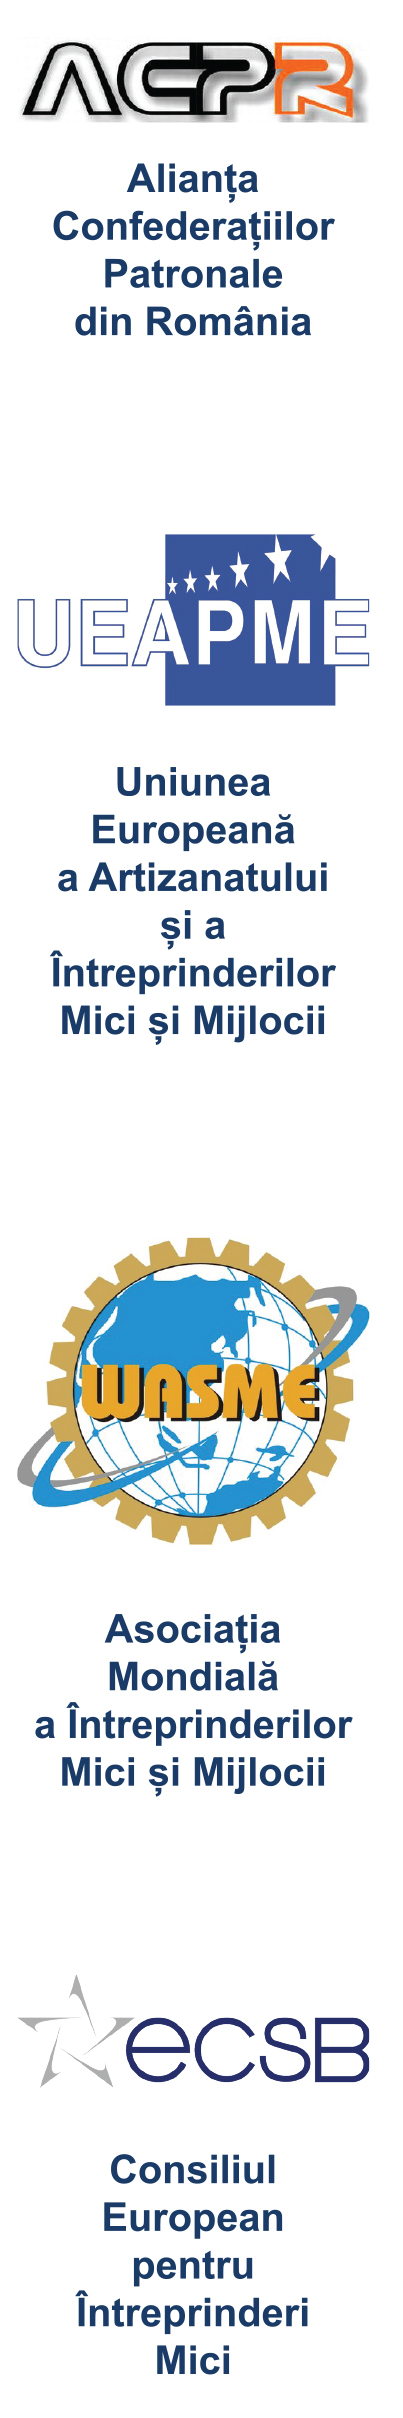 ACPR
Alianța
Confederațiilor
Patronale
din România
UEAPME
Uniunea
Europeană
a Artizanatului
și a
Întreprinderilor
Mici și Mijlocii
WASME
Asociația
Mondială
a Întreprinderilor
Mici și Mijlocii
ecsb
Consiliul
European
pentru
Întreprinderi
Mici